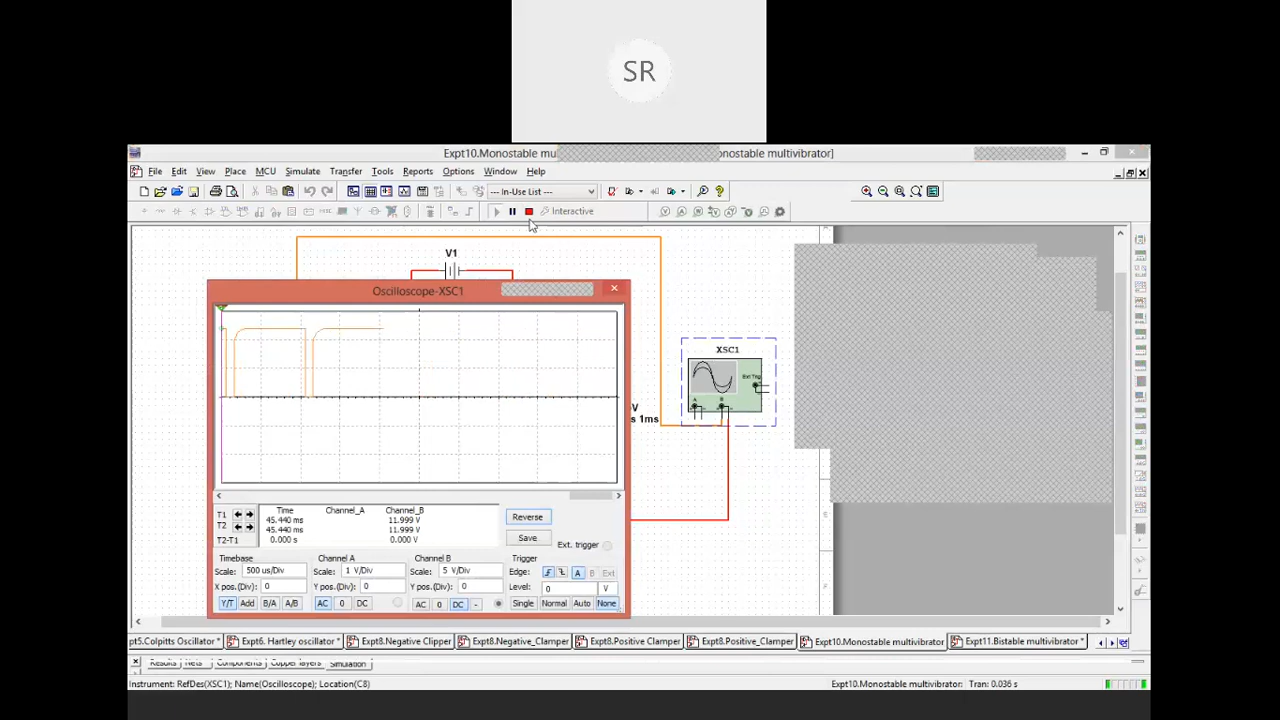 SR
Expt10.Monostable mu
onostable multivibrator]
File Edit View Place MCU Simulate Transfer Tools Reports Options Window Help
--- In-Use List ---
Interactive
V1
Oscilloscope-XSC1
XSC1
Ext Trig
A
B
V
s 1ms
Time Channel_A Channel_B
T1 45.440 ms 11.999 V
T2 45.440 ms 11.999 V
T2-T1 0.000 s 0.000 V
Reverse
Save
Ext. trigger
Timebase
Scale: 500 us/Div
X pos.(Div): 0
Y/T Add B/A A/B
Channel A
Scale: 1 V/Div
Y pos.(Div): 0
AC 0 DC
Channel B
Scale: 5 V/Div
Y pos.(Div): 0
AC 0 DC -
Trigger
Edge: A B Ext
Level: 0 V
Single Normal Auto None
pt5.Colpitts Oscillator * Expt6. Hartley oscillator * Expt8.Negative Clipper Expt8.Negative_Clamper Expt8.Positive Clamper Expt8.Positive_Clamper Expt10.Monostable multivibrator Expt11.Bistable multivibrator *
Results Nets Components Copper layers Simulation
Instrument: RefDes(XSC1); Name(Oscilloscope); Location(C8)
Expt10.Monostable multivibrator: Tran: 0.036 s